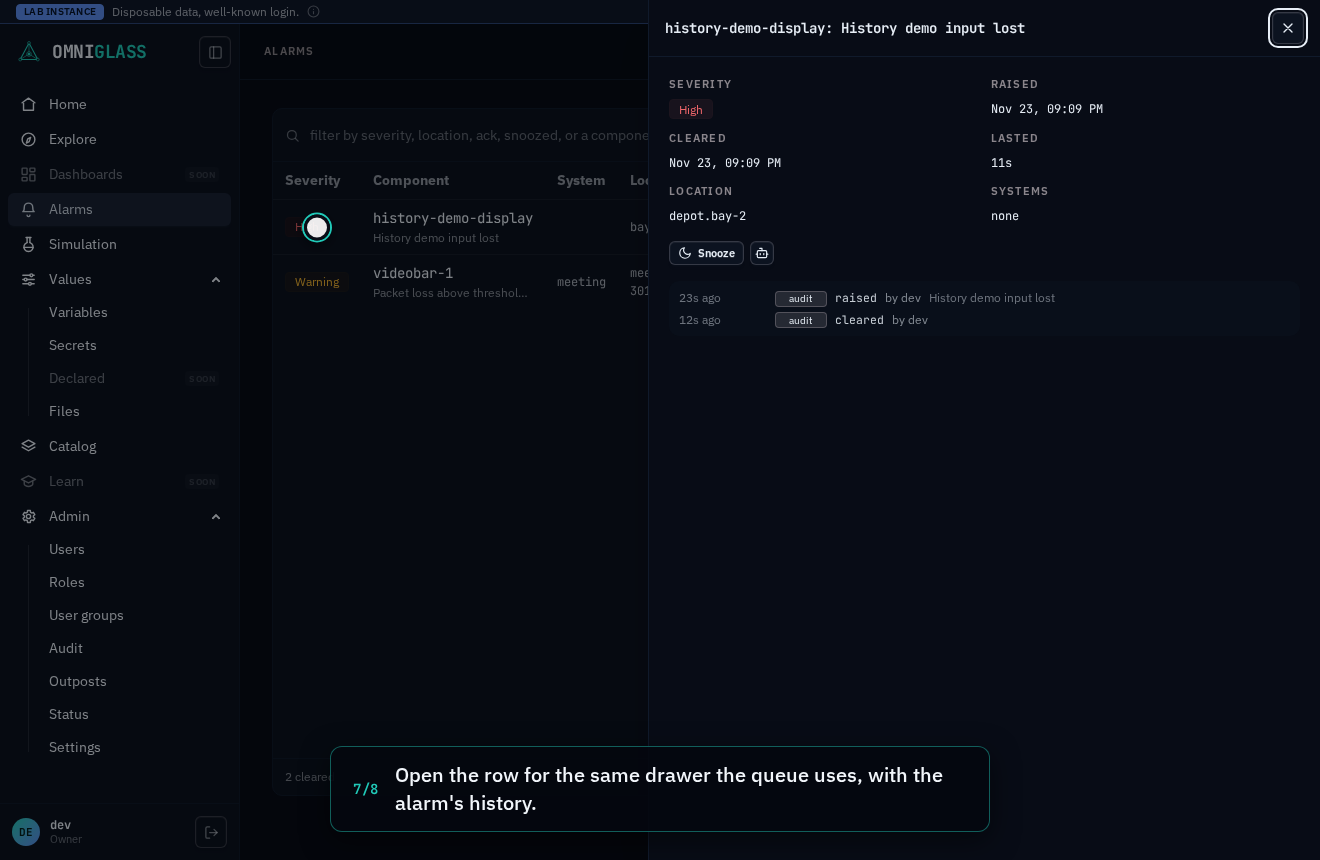 LAB INSTANCE Disposable data, well-known login.
OMNIGLASS
Home
Explore
Dashboards SOON
Alarms
Simulation
Values
Variables
Secrets
Declared SOON
Files
Catalog
Learn SOON
Admin
Users
Roles
User groups
Audit
Outposts
Status
Settings
DE dev
Owner
ALARMS
filter by severity, location, ack, snoozed, or a compone
Severity Component System
history-demo-display
History demo input lost
Warning videobar-1 meeting
Packet loss above threshol...
301
2 cleare
history-demo-display: History demo input lost
SEVERITY RAISED
High Nov 23, 09:09 PM
CLEARED LASTED
Nov 23, 09:09 PM 11s
LOCATION SYSTEMS
depot.bay-2 none
Snooze
23s ago audit raised by dev History demo input lost
12s ago audit cleared by dev
7/8 Open the row for the same drawer the queue uses, with the
alarm's history.